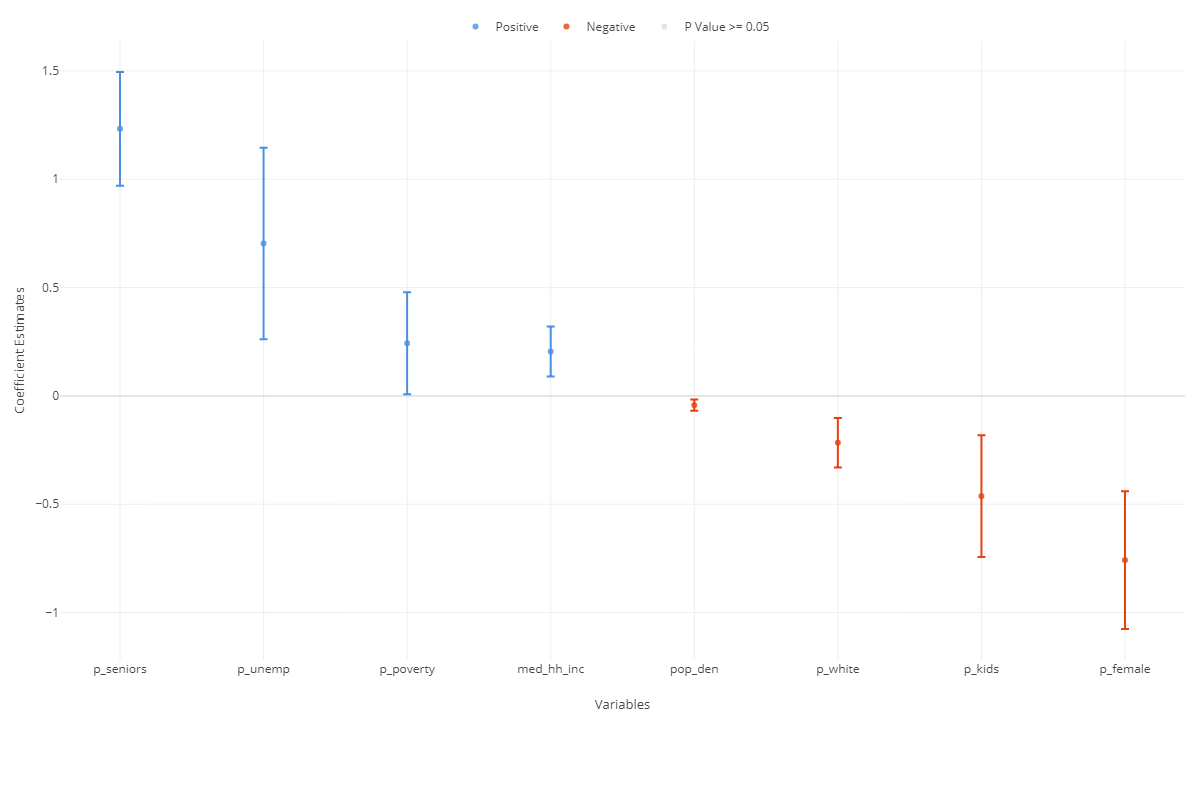 Positive Negative P Value >= 0.05
1.5
1
0.5
0
−0.5
−1
Coefficient Estimates
p_seniors p_unemp p_poverty med_hh_inc pop_den p_white p_kids p_female
Variables